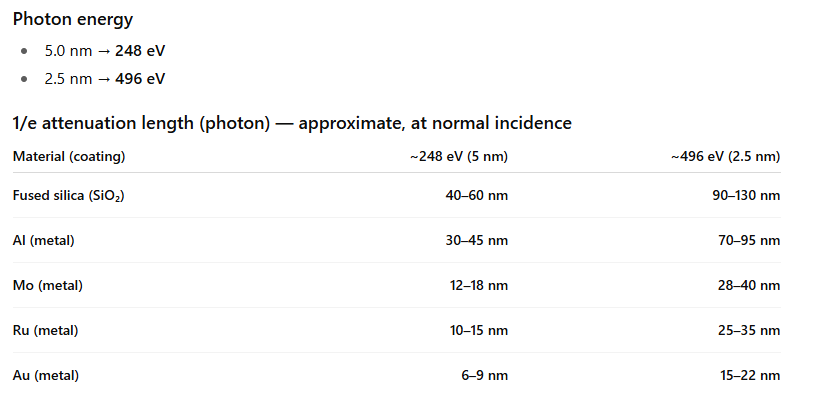 Photon energy
• 5.0 nm → 248 eV
• 2.5 nm → 496 eV
1/e attenuation length (photon) — approximate, at normal incidence
Material (coating) ~248 eV (5 nm) ~496 eV (2.5 nm)
Fused silica (SiO₂) 40–60 nm 90–130 nm
Al (metal) 30–45 nm 70–95 nm
Mo (metal) 12–18 nm 28–40 nm
Ru (metal) 10–15 nm 25–35 nm
Au (metal) 6–9 nm 15–22 nm